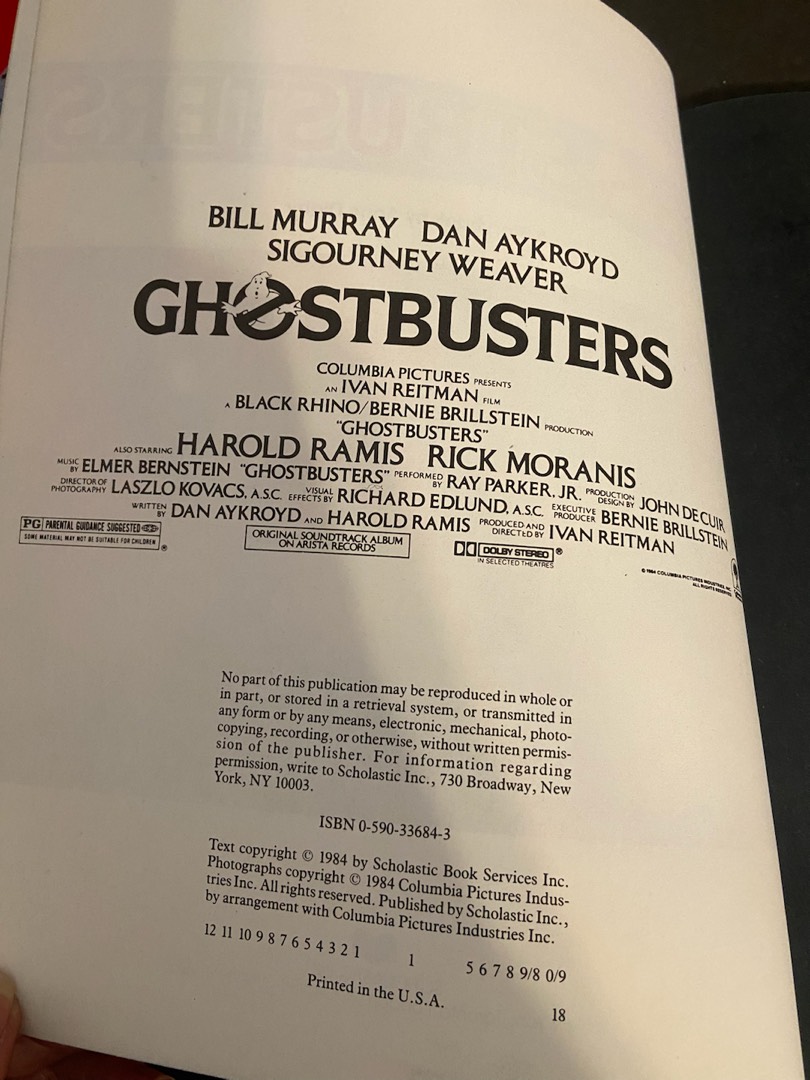 BILL MURRAY DAN AYKROYD
SIGOURNEY WEAVER
GHOSTBUSTERS
COLUMBIA PICTURES PRESENTS
AN IVAN REITMAN FILM
A BLACK RHINO/BERNIE BRILLSTEIN PRODUCTION
"GHOSTBUSTERS"
ALSO STARRING HAROLD RAMIS RICK MORANIS
MUSIC BY ELMER BERNSTEIN "GHOSTBUSTERS" PERFORMED BY RAY PARKER, JR. PRODUCTION DESIGN BY JOHN DE CUIR
DIRECTOR OF PHOTOGRAPHY LASZLO KOVACS, A.S.C. VISUAL EFFECTS BY RICHARD EDLUND, A.S.C. EXECUTIVE PRODUCER BERNIE BRILLSTEIN
WRITTEN BY DAN AYKROYD AND HAROLD RAMIS PRODUCED AND DIRECTED BY IVAN REITMAN
PG PARENTAL GUIDANCE SUGGESTED
SOME MATERIAL MAY NOT BE SUITABLE FOR CHILDREN ®
ORIGINAL SOUNDTRACK ALBUM
ON ARISTA RECORDS
DOLBY STEREO ®
IN SELECTED THEATRES
© 1984 COLUMBIA PICTURES INDUSTRIES, INC.
ALL RIGHTS RESERVED.
No part of this publication may be reproduced in whole or
in part, or stored in a retrieval system, or transmitted in
any form or by any means, electronic, mechanical, photo-
copying, recording, or otherwise, without written permis-
sion of the publisher. For information regarding
permission, write to Scholastic Inc., 730 Broadway, New
York, NY 10003.
ISBN 0-590-33684-3
Text copyright © 1984 by Scholastic Book Services Inc.
Photographs copyright © 1984 Columbia Pictures Indus-
tries Inc. All rights reserved. Published by Scholastic Inc.,
by arrangement with Columbia Pictures Industries Inc.
12 11 10 9 8 7 6 5 4 3 2 1 1 5 6 7 8 9/8 0/9
Printed in the U.S.A. 18